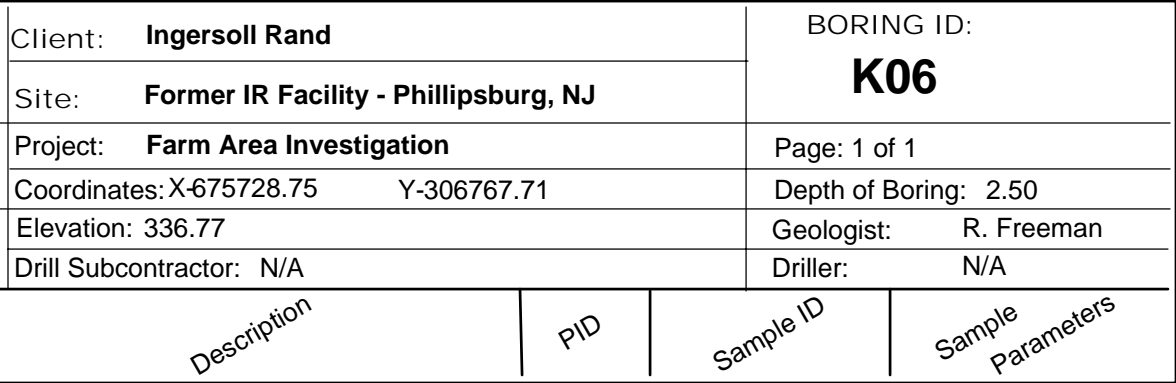 Client: Ingersoll Rand
BORING ID:
K06
Site: Former IR Facility - Phillipsburg, NJ
Project: Farm Area Investigation
Page: 1 of 1
Coordinates: X-675728.75 Y-306767.71
Depth of Boring: 2.50
Elevation: 336.77
Geologist: R. Freeman
Drill Subcontractor: N/A
Driller: N/A
Description
PID
Sample ID
Sample
Parameters